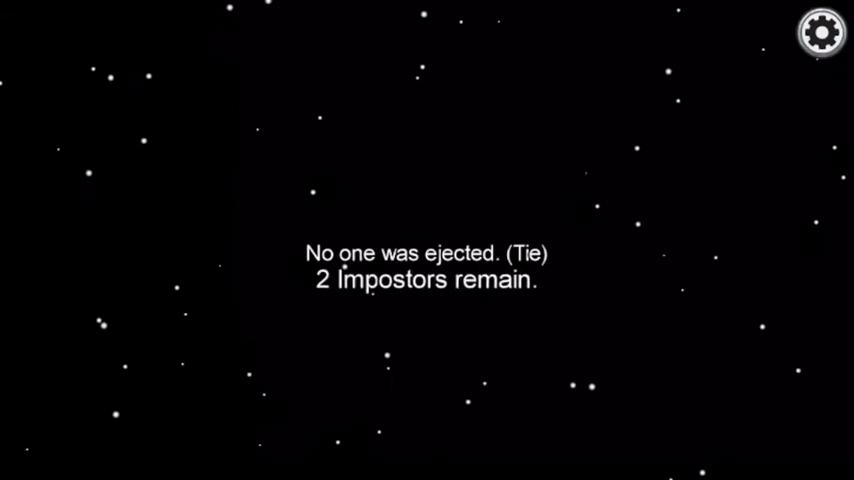 No one was ejected. (Tie)
2 Impostors remain.